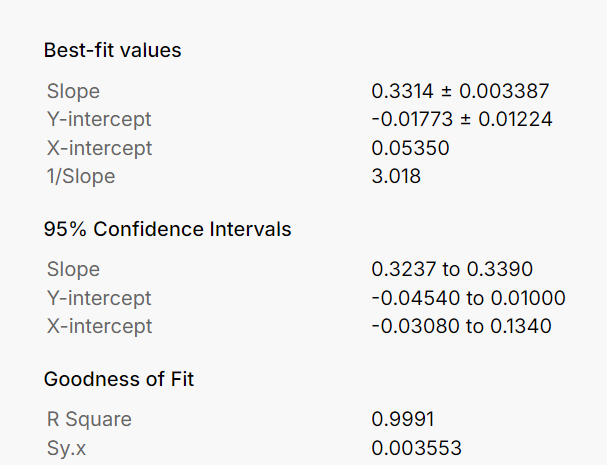 Best-fit values
Slope 0.3314 ± 0.003387
Y-intercept -0.01773 ± 0.01224
X-intercept 0.05350
1/Slope 3.018
95% Confidence Intervals
Slope 0.3237 to 0.3390
Y-intercept -0.04540 to 0.01000
X-intercept -0.03080 to 0.1340
Goodness of Fit
R Square 0.9991
Sy.x 0.003553